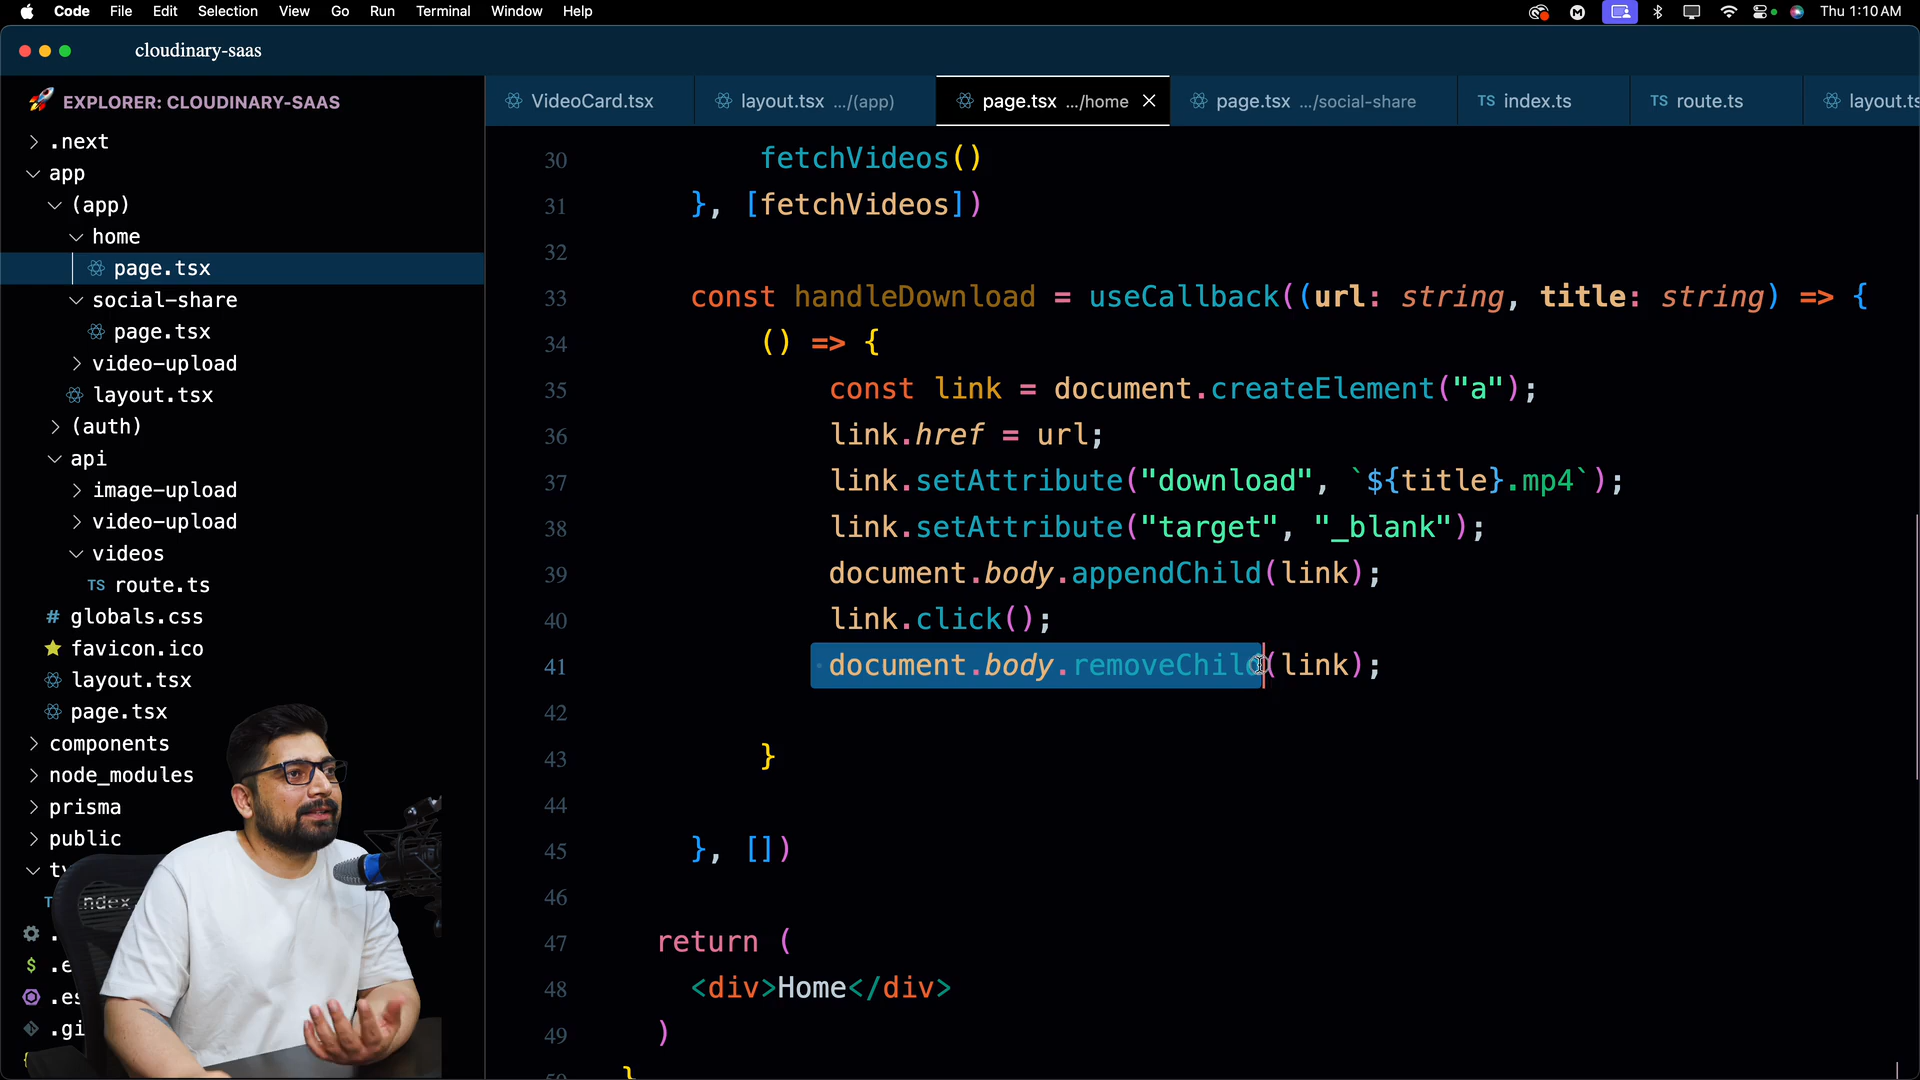 Code File Edit Selection View Go Run Terminal Window Help Thu 1:10 AM
cloudinary-saas
EXPLORER: CLOUDINARY-SAAS
.next
app
(app)
home
page.tsx
social-share
page.tsx
video-upload
layout.tsx
(auth)
api
image-upload
video-upload
videos
TS route.ts
# globals.css
favicon.ico
layout.tsx
page.tsx
components
node_modules
prisma
public
VideoCard.tsx layout.tsx .../(app) page.tsx .../home page.tsx .../social-share TS index.ts TS route.ts layout.ts
30 fetchVideos()
31 }, [fetchVideos])
32
33 const handleDownload = useCallback((url: string, title: string) => {
34 () => {
35 const link = document.createElement("a");
36 link.href = url;
37 link.setAttribute("download", `${title}.mp4`);
38 link.setAttribute("target", "_blank");
39 document.body.appendChild(link);
40 link.click();
41 document.body.removeChild(link);
42
43 }
44
45 }, [])
46
47 return (
48 <div>Home</div>
49 )
}